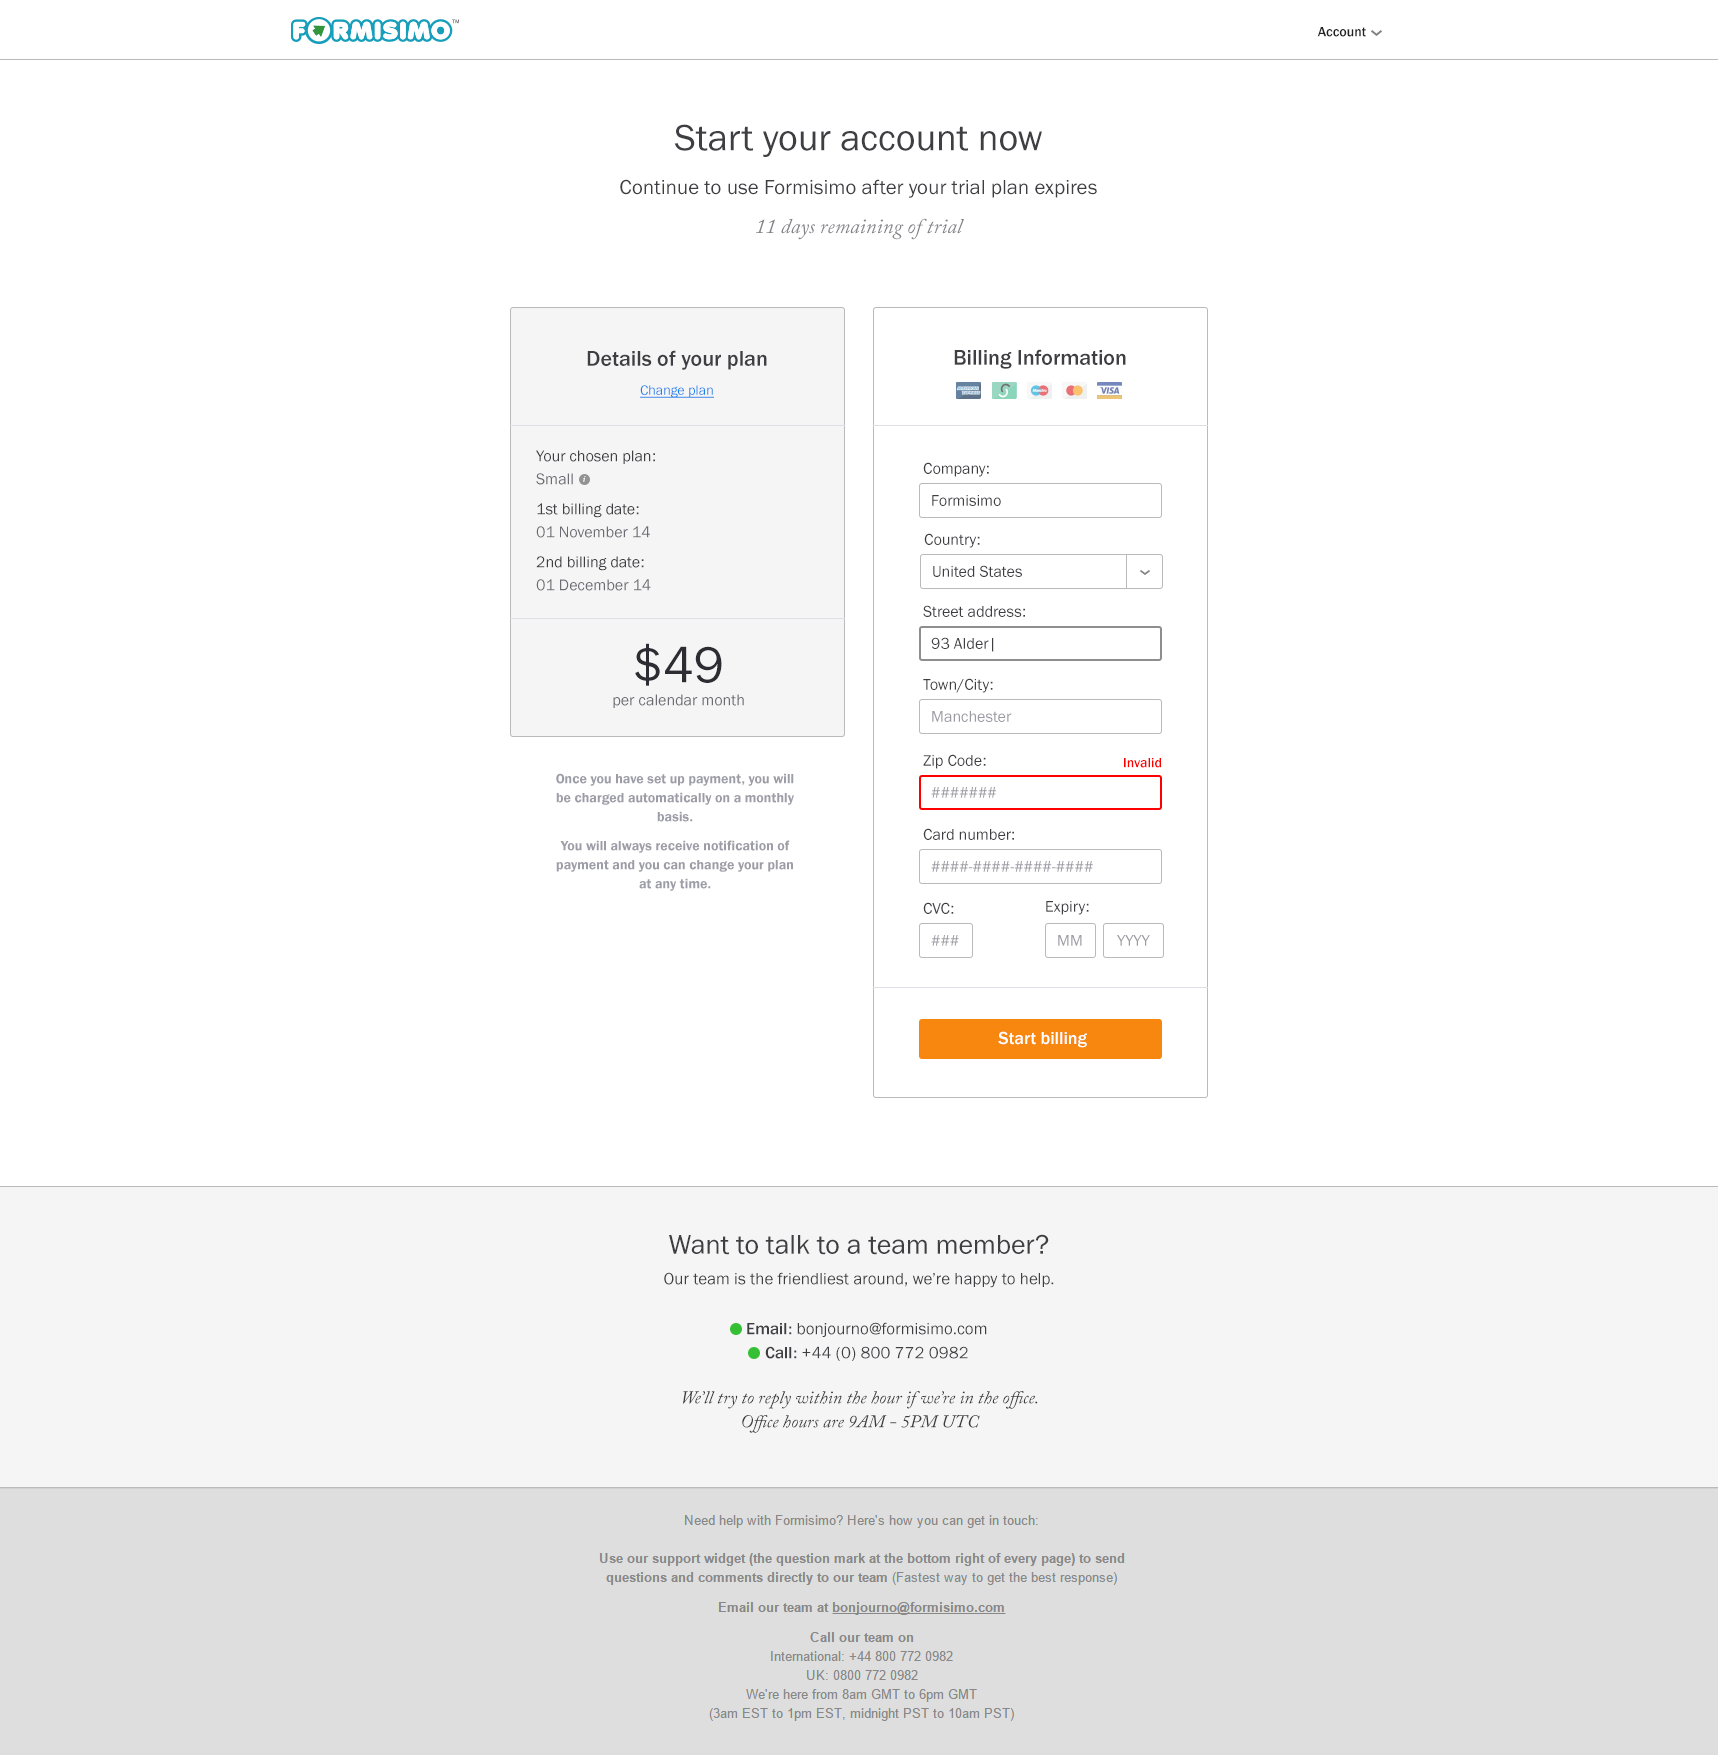 FORMISIMO™
Account
Start your account now
Continue to use Formisimo after your trial plan expires
11 days remaining of trial
Details of your plan
Change plan
Your chosen plan:
Small i
1st billing date:
01 November 14
2nd billing date:
01 December 14
$49
per calendar month
Once you have set up payment, you will
be charged automatically on a monthly
basis.
You will always receive notification of
payment and you can change your plan
at any time.
Billing Information
VISA
Company:
Formisimo
Country:
United States
Street address:
93 Alder
Town/City:
Manchester
Zip Code: Invalid
#######
Card number:
####-####-####-####
CVC: Expiry:
### MM YYYY
Start billing
Want to talk to a team member?
Our team is the friendliest around, we're happy to help.
Email: bonjourno@formisimo.com
Call: +44 (0) 800 772 0982
We'll try to reply within the hour if we're in the office.
Office hours are 9AM - 5PM UTC
Need help with Formisimo? Here's how you can get in touch:
Use our support widget (the question mark at the bottom right of every page) to send
questions and comments directly to our team (Fastest way to get the best response)
Email our team at bonjourno@formisimo.com
Call our team on
International: +44 800 772 0982
UK: 0800 772 0982
We're here from 8am GMT to 6pm GMT
(3am EST to 1pm EST, midnight PST to 10am PST)